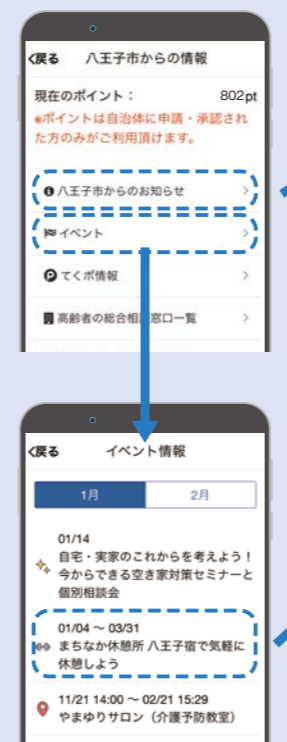 く戻る 八王子市からの情報
現在のポイント： 802pt
※ポイントは自治体に申請・承認され
た方のみがご利用頂けます。
八王子市からのお知らせ
イベント
てくポ情報
高齢者の総合相談窓口一覧
く戻る イベント情報
1月 2月
01/14
自宅・実家のこれからを考えよう！
今からできる空き家対策セミナーと
個別相談会
01/04 ～ 03/31
まちなか休憩所 八王子宿で気軽に
休憩しよう
11/21 14:00 ～ 02/21 15:29
やまゆりサロン（介護予防教室）